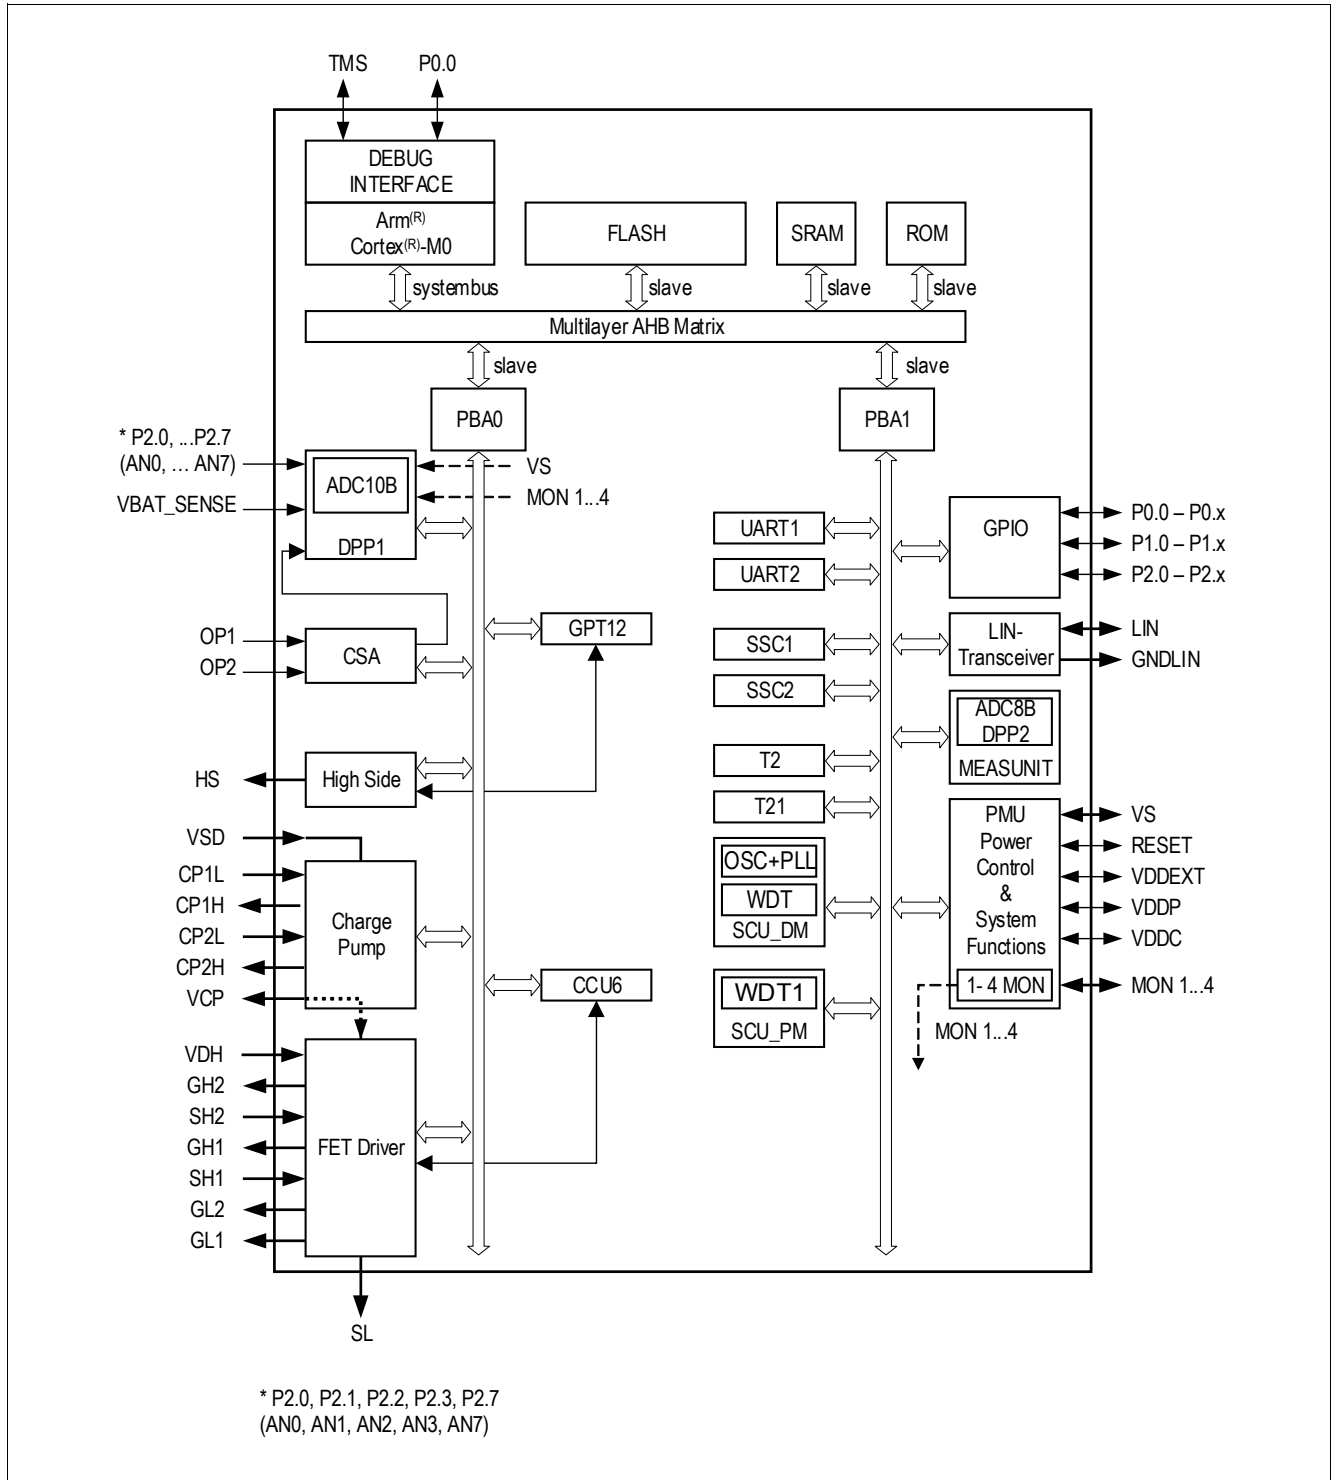 TMS P0.0
DEBUG
INTERFACE
Arm(R)
Cortex(R)-M0
FLASH
SRAM
ROM
systembus
slave
slave
slave
Multilayer AHB Matrix
slave
slave
PBA0
PBA1
* P2.0, ...P2.7
(AN0, ... AN7)
VBAT_SENSE
ADC10B
DPP1
VS
MON 1...4
UART1
UART2
GPIO
P0.0 – P0.x
P1.0 – P1.x
P2.0 – P2.x
OP1
OP2
CSA
GPT12
SSC1
SSC2
LIN-
Transceiver
LIN
GNDLIN
ADC8B
DPP2
MEASUNIT
HS
High Side
T2
T21
VSD
CP1L
CP1H
CP2L
CP2H
VCP
Charge
Pump
OSC+PLL
WDT
SCU_DM
PMU
Power
Control
&
System
Functions
1- 4 MON
VS
RESET
VDDEXT
VDDP
VDDC
MON 1...4
CCU6
WDT1
SCU_PM
MON 1...4
VDH
GH2
SH2
GH1
SH1
GL2
GL1
FET Driver
SL
* P2.0, P2.1, P2.2, P2.3, P2.7
(AN0, AN1, AN2, AN3, AN7)